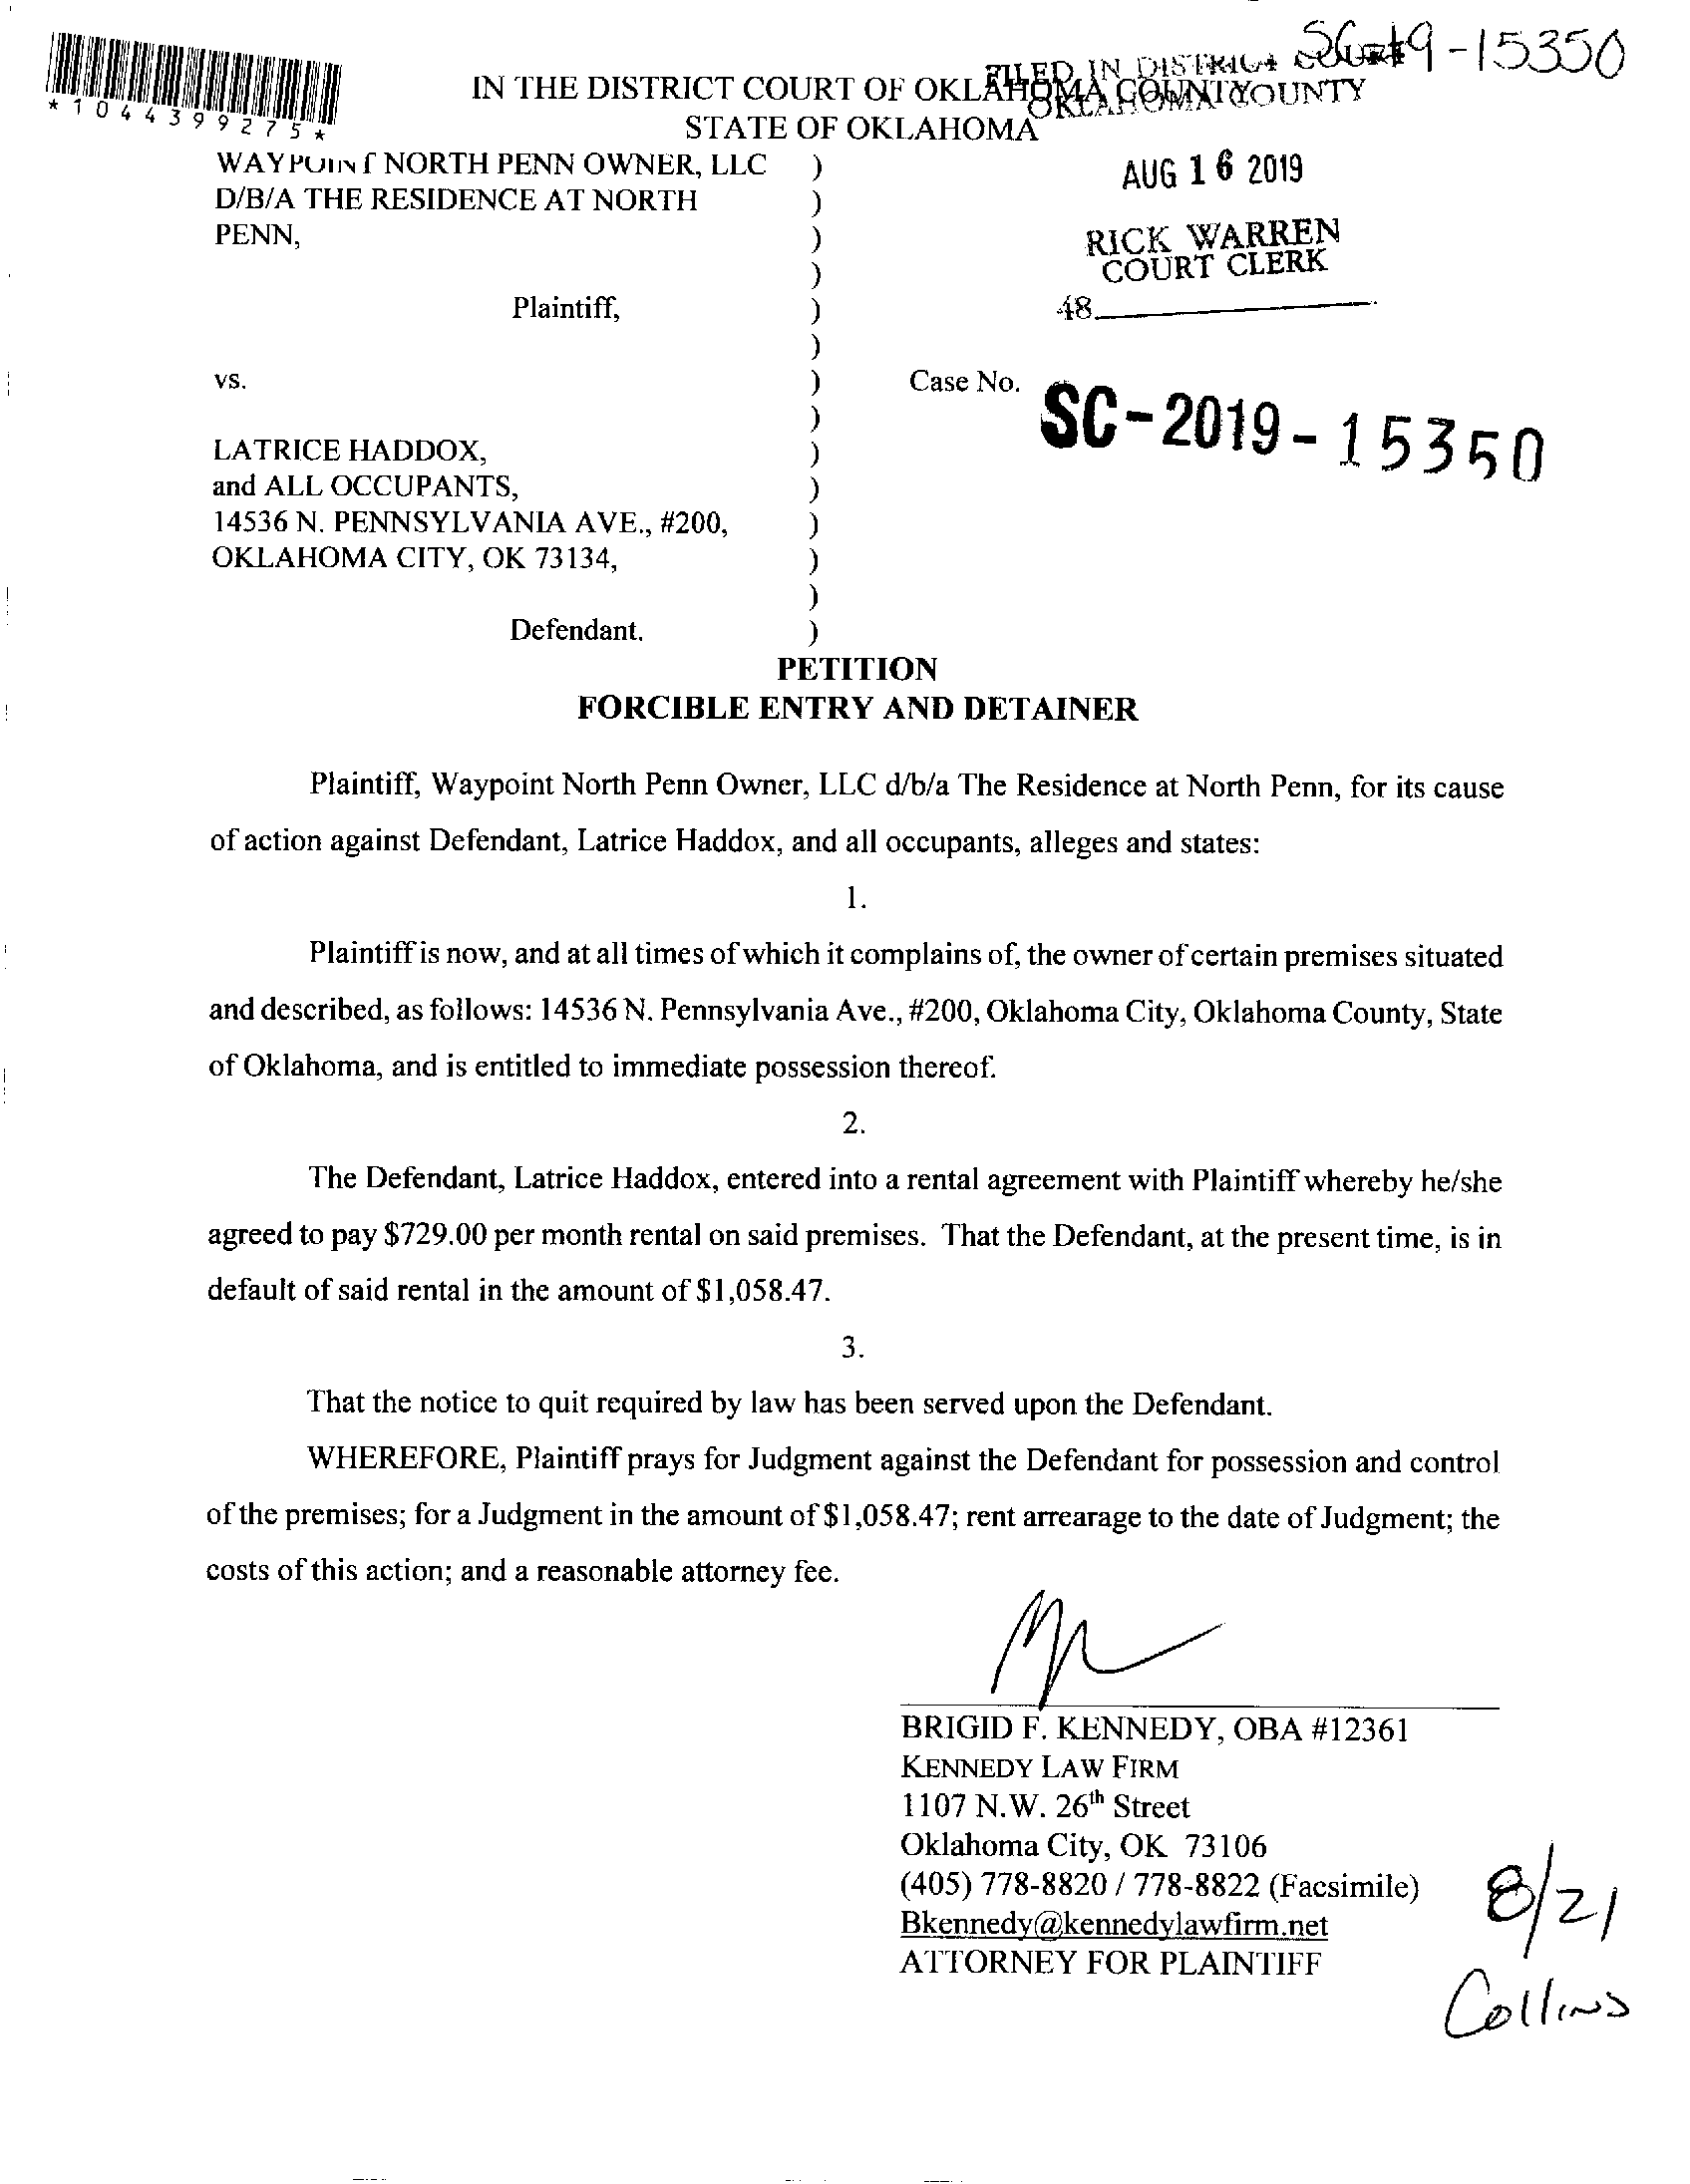 SC-19-15350
FILED IN DISTRICT COURT
IN THE DISTRICT COURT OF OKLAHOMA COUNTY
OKLAHOMA COUNTY
STATE OF OKLAHOMA
*1044399275*
WAYPOINT NORTH PENN OWNER, LLC )
D/B/A THE RESIDENCE AT NORTH )
PENN, )
)
Plaintiff, )
)
vs. )
)
LATRICE HADDOX, )
and ALL OCCUPANTS, )
14536 N. PENNSYLVANIA AVE., #200, )
OKLAHOMA CITY, OK 73134, )
)
Defendant. )
AUG 16 2019
RICK WARREN
COURT CLERK
48
Case No. SC-2019-15350
PETITION
FORCIBLE ENTRY AND DETAINER
Plaintiff, Waypoint North Penn Owner, LLC d/b/a The Residence at North Penn, for its cause
of action against Defendant, Latrice Haddox, and all occupants, alleges and states:
1.
Plaintiff is now, and at all times of which it complains of, the owner of certain premises situated
and described, as follows: 14536 N. Pennsylvania Ave., #200, Oklahoma City, Oklahoma County, State
of Oklahoma, and is entitled to immediate possession thereof.
2.
The Defendant, Latrice Haddox, entered into a rental agreement with Plaintiff whereby he/she
agreed to pay $729.00 per month rental on said premises. That the Defendant, at the present time, is in
default of said rental in the amount of $1,058.47.
3.
That the notice to quit required by law has been served upon the Defendant.
WHEREFORE, Plaintiff prays for Judgment against the Defendant for possession and control
of the premises; for a Judgment in the amount of $1,058.47; rent arrearage to the date of Judgment; the
costs of this action; and a reasonable attorney fee.
BRIGID F. KENNEDY, OBA #12361
KENNEDY LAW FIRM
1107 N.W. 26th Street
Oklahoma City, OK 73106
(405) 778-8820 / 778-8822 (Facsimile)
Bkennedy@kennedylawfirm.net
ATTORNEY FOR PLAINTIFF
8/21
Collins